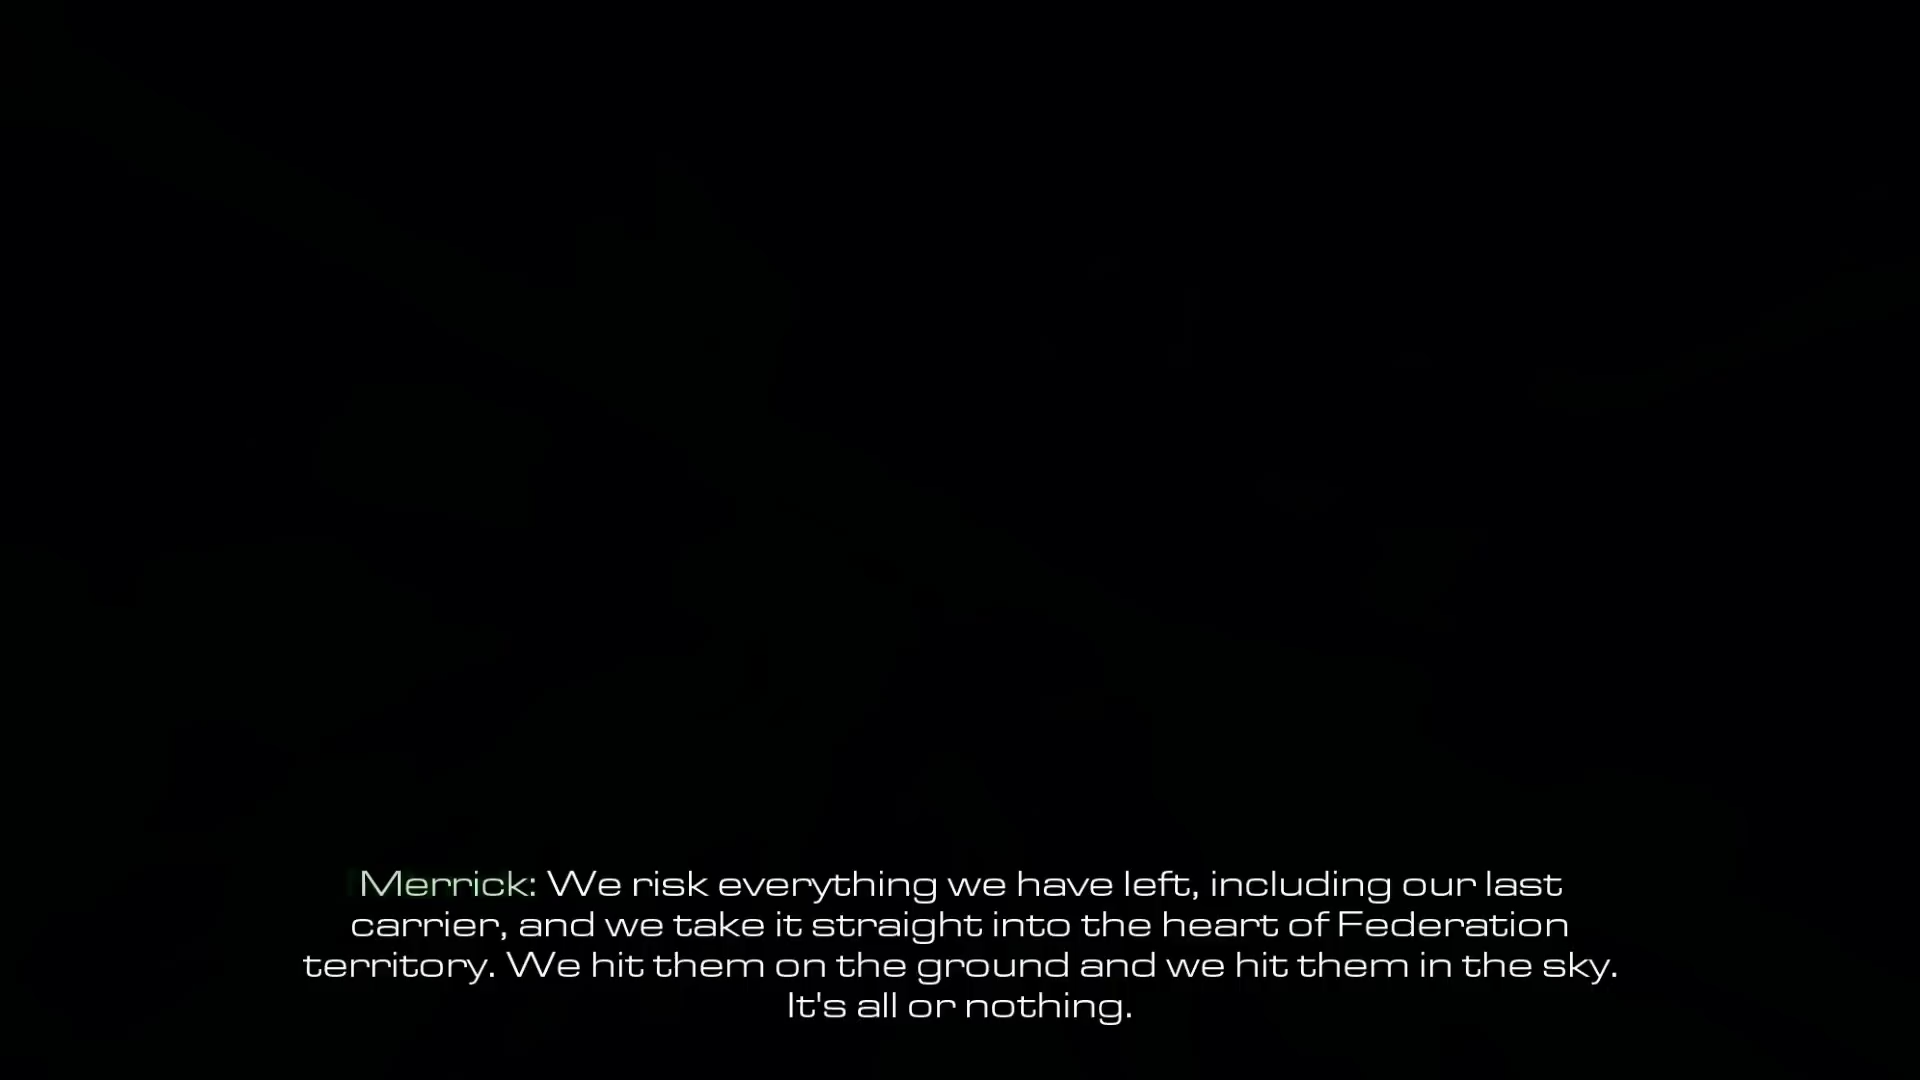 Merrick: We risk everything we have left, including our last
carrier, and we take it straight into the heart of Federation
territory. We hit them on the ground and we hit them in the sky.
It's all or nothing.